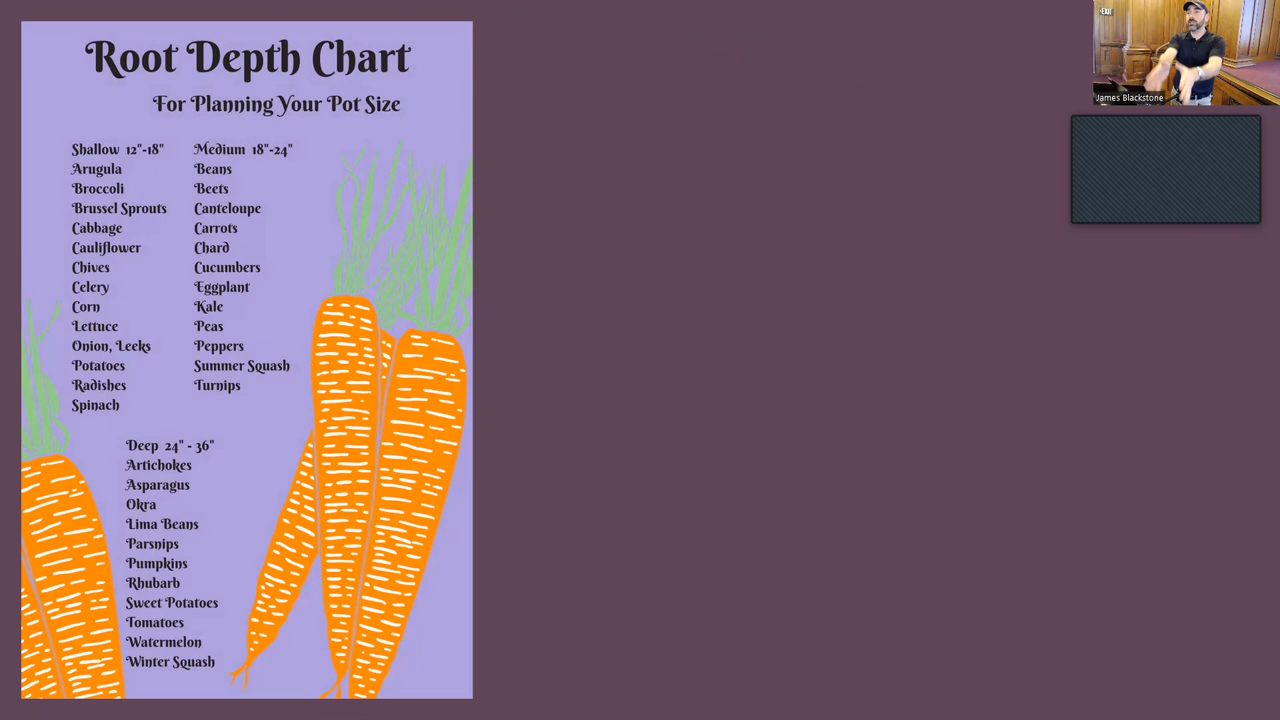 Root Depth Chart
For Planning Your Pot Size
Shallow 12"-18"
Arugula
Broccoli
Brussel Sprouts
Cabbage
Cauliflower
Chives
Celery
Corn
Lettuce
Onion, Leeks
Potatoes
Radishes
Spinach
Medium 18"-24"
Beans
Beets
Canteloupe
Carrots
Chard
Cucumbers
Eggplant
Kale
Peas
Peppers
Summer Squash
Turnips
Deep 24" - 36"
Artichokes
Asparagus
Okra
Lima Beans
Parsnips
Pumpkins
Rhubarb
Sweet Potatoes
Tomatoes
Watermelon
Winter Squash
EXIT
James Blackstone